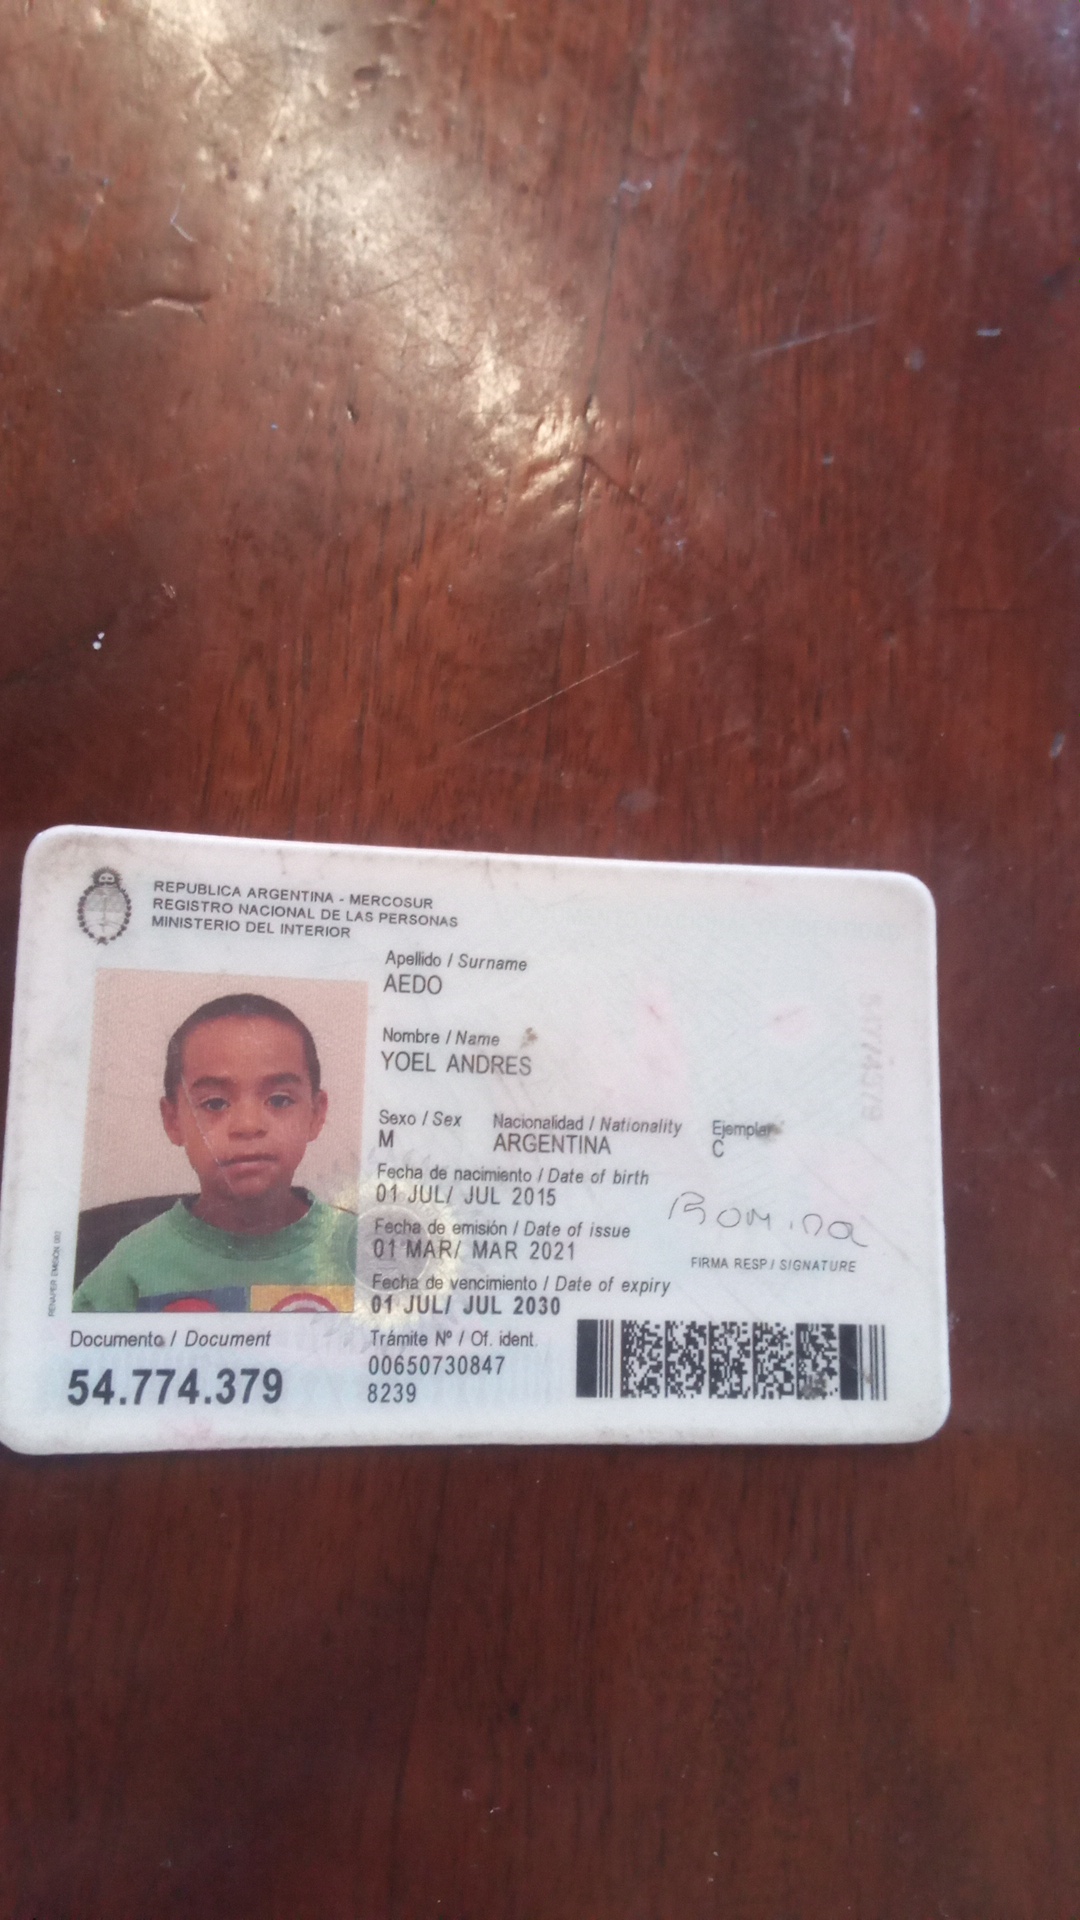 REPUBLICA ARGENTINA - MERCOSUR
REGISTRO NACIONAL DE LAS PERSONAS
MINISTERIO DEL INTERIOR
Apellido / Surname
AEDO
Nombre / Name
YOEL ANDRES
Sexo / Sex Nacionalidad / Nationality Ejemplar
M ARGENTINA C
Fecha de nacimiento / Date of birth
01 JUL/ JUL 2015
Fecha de emisión / Date of issue
01 MAR/ MAR 2021
Fecha de vencimiento / Date of expiry
01 JUL/ JUL 2030
Romina
FIRMA RESP / SIGNATURE
Documento / Document
54.774.379
Trámite Nº / Of. ident.
00650730847
8239
54774379